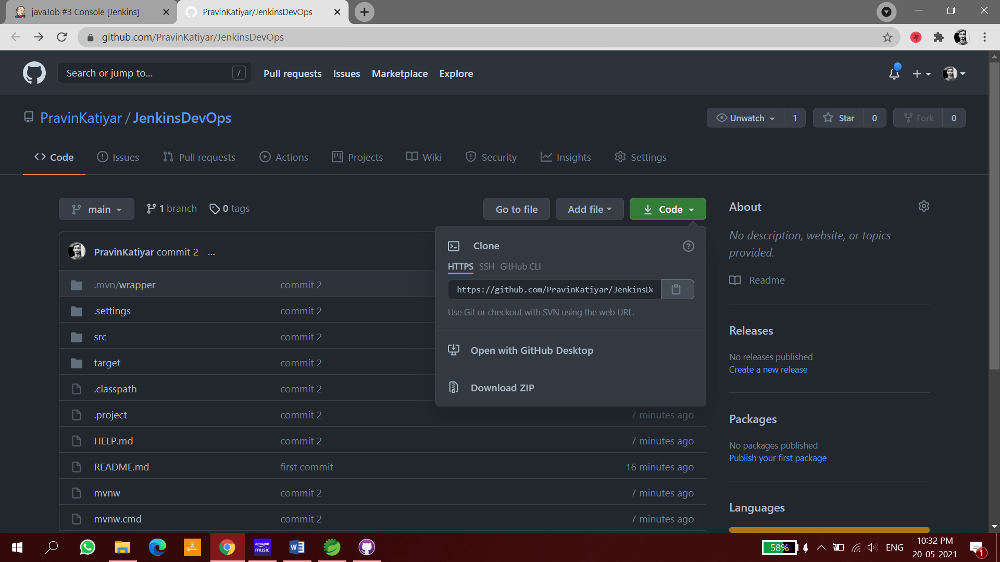 javaJob #3 Console [Jenkins]
PravinKatiyar/JenkinsDevOps
github.com/PravinKatiyar/JenkinsDevOps
Search or jump to...
/
Pull requests
Issues
Marketplace
Explore
PravinKatiyar / JenkinsDevOps
Unwatch 1
Star 0
Fork 0
Code
Issues
Pull requests
Actions
Projects
Wiki
Security
Insights
Settings
main
1 branch
0 tags
Go to file
Add file
Code
PravinKatiyar commit 2 ...
.mvn/wrapper commit 2
.settings commit 2
src commit 2
target commit 2
.classpath commit 2
.project commit 2 7 minutes ago
HELP.md commit 2 7 minutes ago
README.md first commit 16 minutes ago
mvnw commit 2 7 minutes ago
mvnw.cmd commit 2 7 minutes ago
Clone
HTTPS SSH GitHub CLI
https://github.com/PravinKatiyar/JenkinsDe
Use Git or checkout with SVN using the web URL.
Open with GitHub Desktop
Download ZIP
About
No description, website, or topics
provided.
Readme
Releases
No releases published
Create a new release
Packages
No packages published
Publish your first package
Languages
amazon
music
58%
ENG
10:32 PM
20-05-2021
1